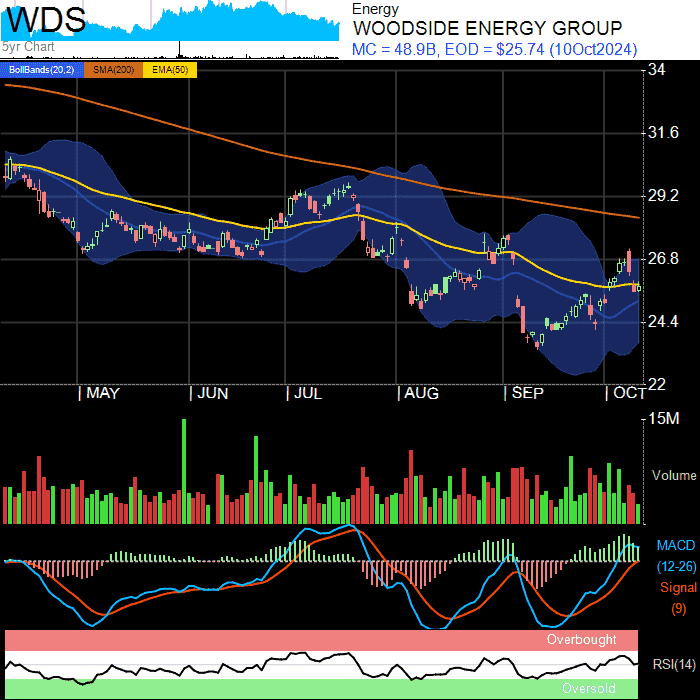 WDS
5yr Chart
Energy
WOODSIDE ENERGY GROUP
MC = 48.9B, EOD = $25.74 (10Oct2024)
BollBands(20,2) SMA(200) EMA(50)
34
31.6
29.2
26.8
24.4
22
MAY JUN JUL AUG SEP OCT
15M
Volume
MACD
(12-26)
Signal
(9)
Overbought
RSI(14)
Oversold